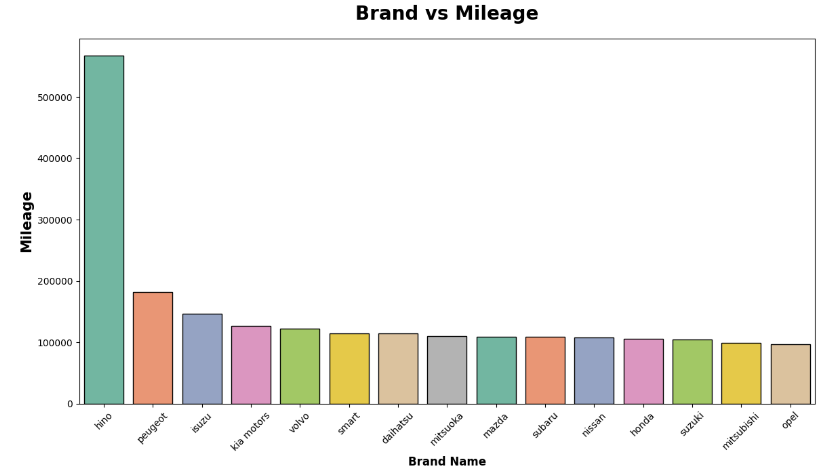 Brand vs Mileage
Mileage
500000
400000
300000
200000
100000
0
hino
peugeot
isuzu
kia motors
volvo
smart
daihatsu
mitsuoka
mazda
subaru
nissan
honda
suzuki
mitsubishi
opel
Brand Name